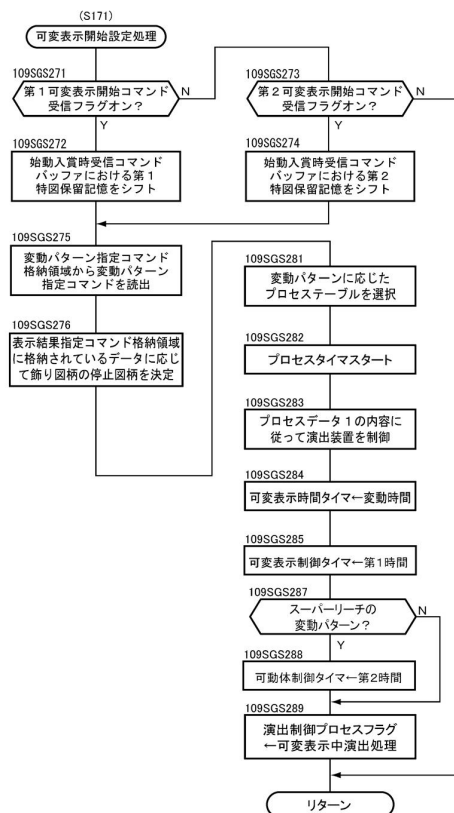 (S171)
可変表示開始設定処理
109SGS271
第1可変表示開始コマンド
受信フラグオン？
N
Y
109SGS273
第2可変表示開始コマンド
受信フラグオン？
N
Y
109SGS272
始動入賞時受信コマンド
バッファにおける第1
特図保留記憶をシフト
109SGS274
始動入賞時受信コマンド
バッファにおける第2
特図保留記憶をシフト
109SGS275
変動パターン指定コマンド
格納領域から変動パターン
指定コマンドを読出
109SGS276
表示結果指定コマンド格納領域
に格納されているデータに応じ
て飾り図柄の停止図柄を決定
109SGS281
変動パターンに応じた
プロセステーブルを選択
109SGS282
プロセスタイマスタート
109SGS283
プロセスデータ1の内容に
従って演出装置を制御
109SGS284
可変表示時間タイマ←変動時間
109SGS285
可変表示制御タイマ←第1時間
109SGS287
スーパーリーチの
変動パターン？
N
Y
109SGS288
可動体制御タイマ←第2時間
109SGS289
演出制御プロセスフラグ
←可変表示中演出処理
リターン